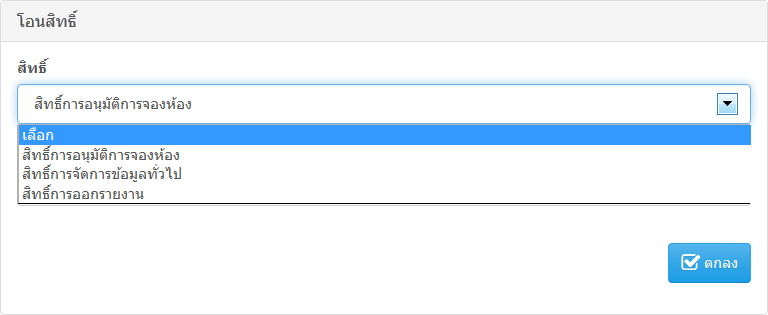 โอนสิทธิ์
สิทธิ์
สิทธิ์การอนุมัติการจองห้อง
เลือก
สิทธิ์การอนุมัติการจองห้อง
สิทธิ์การจัดการข้อมูลทั่วไป
สิทธิ์การออกรายงาน
ตกลง